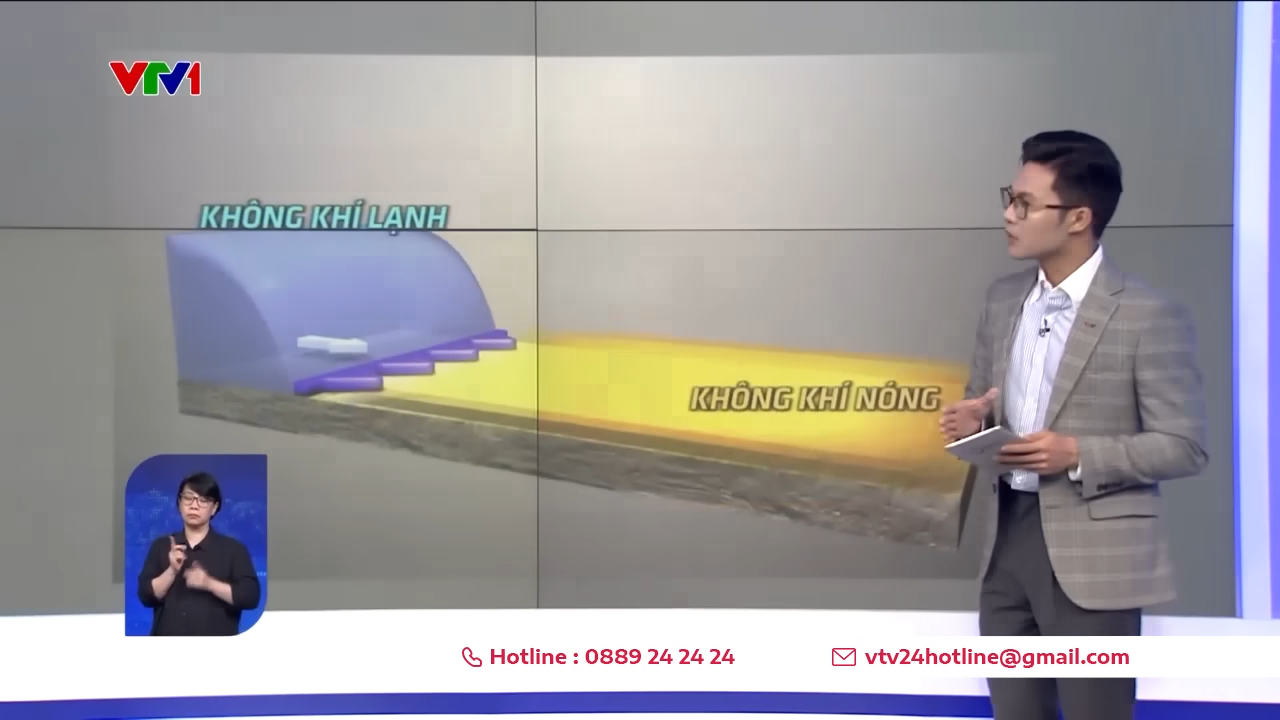 VTV1
KHÔNG KHÍ LẠNH
KHÔNG KHÍ NÓNG
Hotline : 0889 24 24 24
vtv24hotline@gmail.com